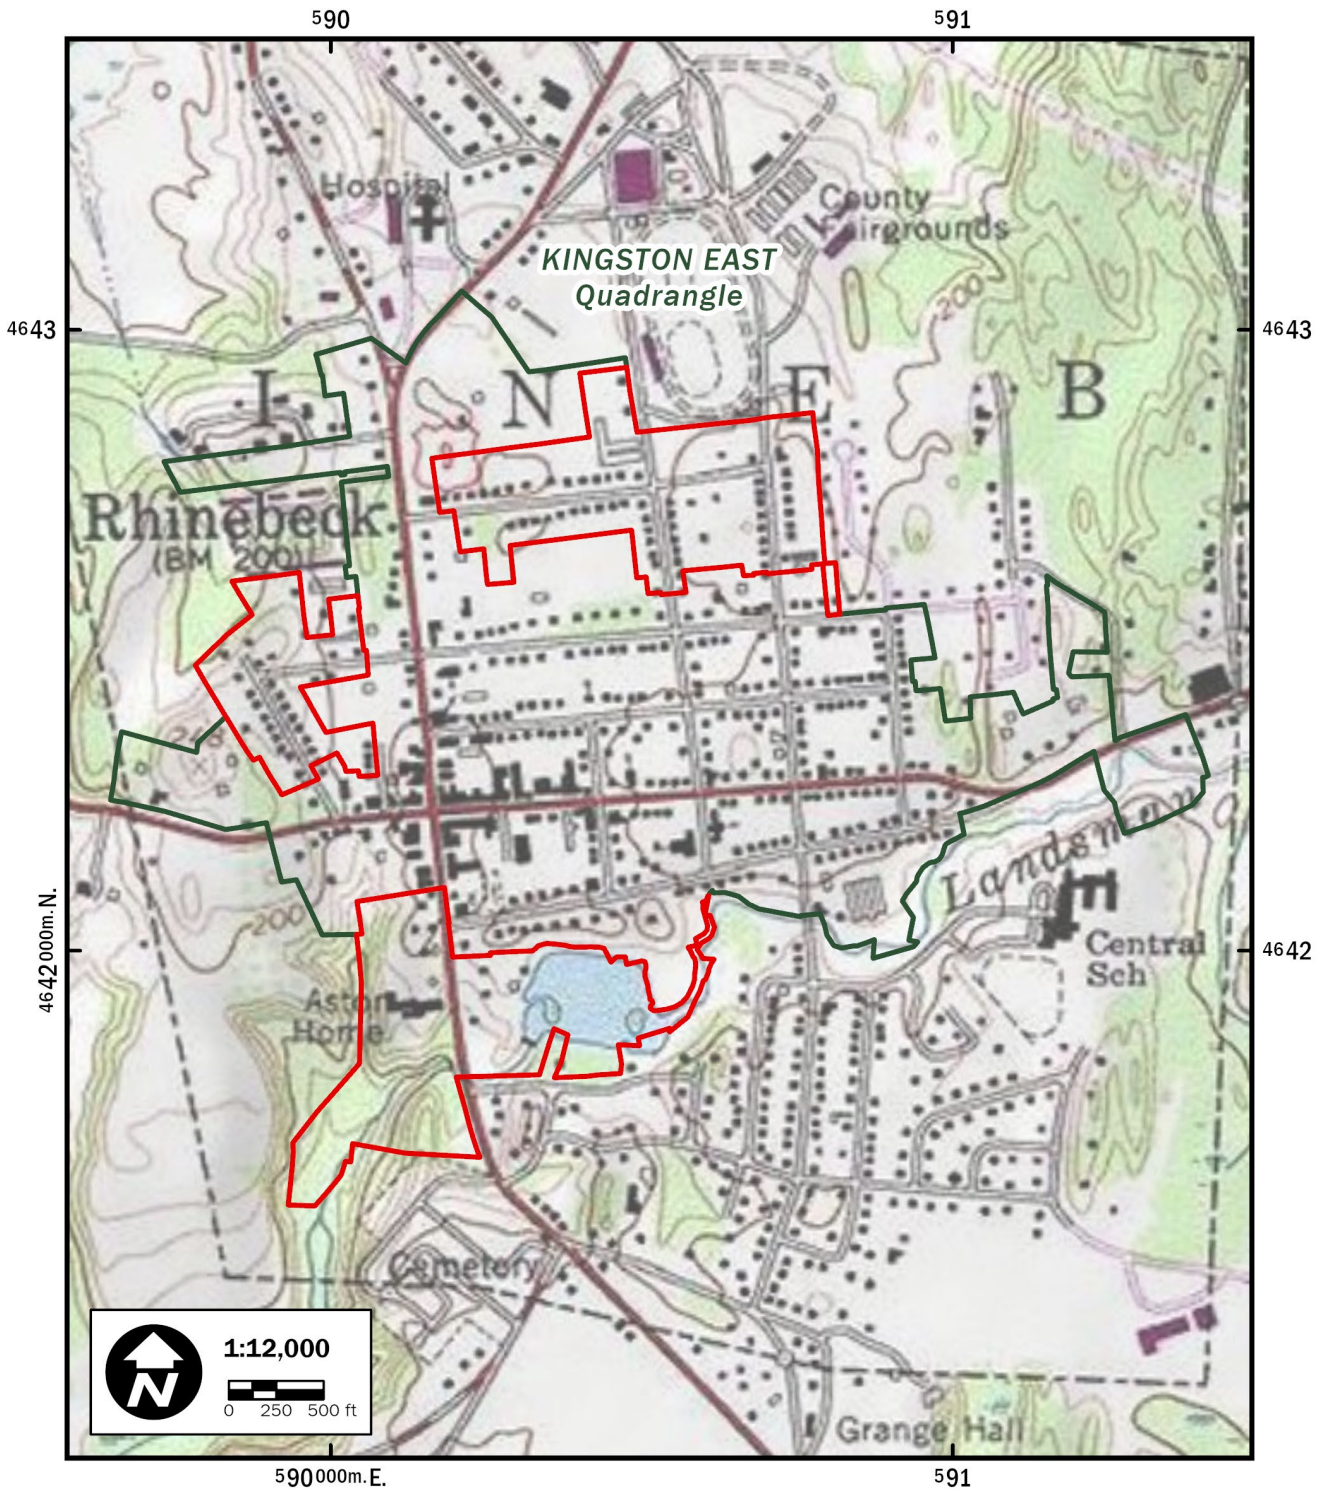 590 591
Hospital
County
Fairgrounds
KINGSTON EAST
Quadrangle
200
4643 4643
I N E B
Rhinebeck
(BM 200)
Landsman
200
4642000m.N. 4642
Central
Sch
Astor
Home
Cemetery
N
1:12,000
0 250 500 ft
Grange Hall
590000m.E. 591